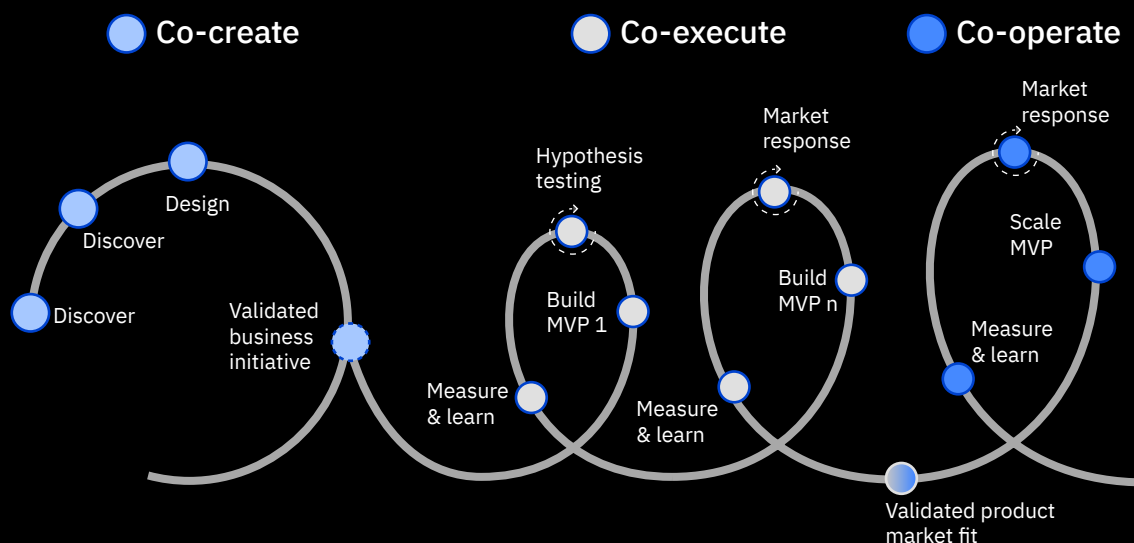 Co-create
Co-execute
Co-operate
Discover
Discover
Design
Validated
business
initiative
Hypothesis
testing
Build
MVP 1
Measure
& learn
Market
response
Build
MVP n
Measure
& learn
Market
response
Scale
MVP
Measure
& learn
Validated product
market fit